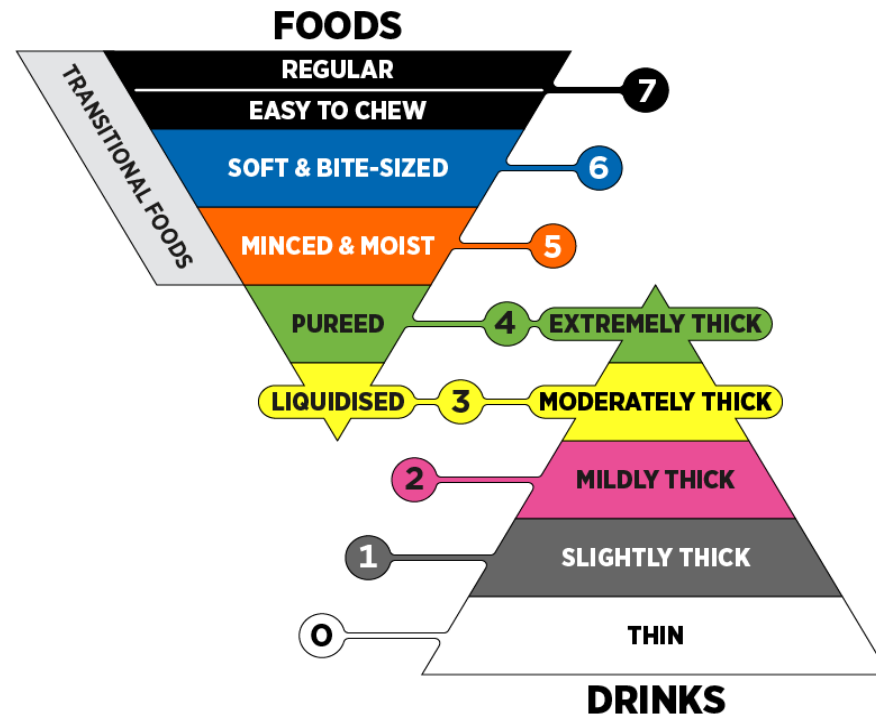 FOODS
REGULAR
7
EASY TO CHEW
TRANSITIONAL FOODS
SOFT & BITE-SIZED
6
MINCED & MOIST
5
PUREED
4
EXTREMELY THICK
LIQUIDISED
3
MODERATELY THICK
2
MILDLY THICK
1
SLIGHTLY THICK
0
THIN
DRINKS